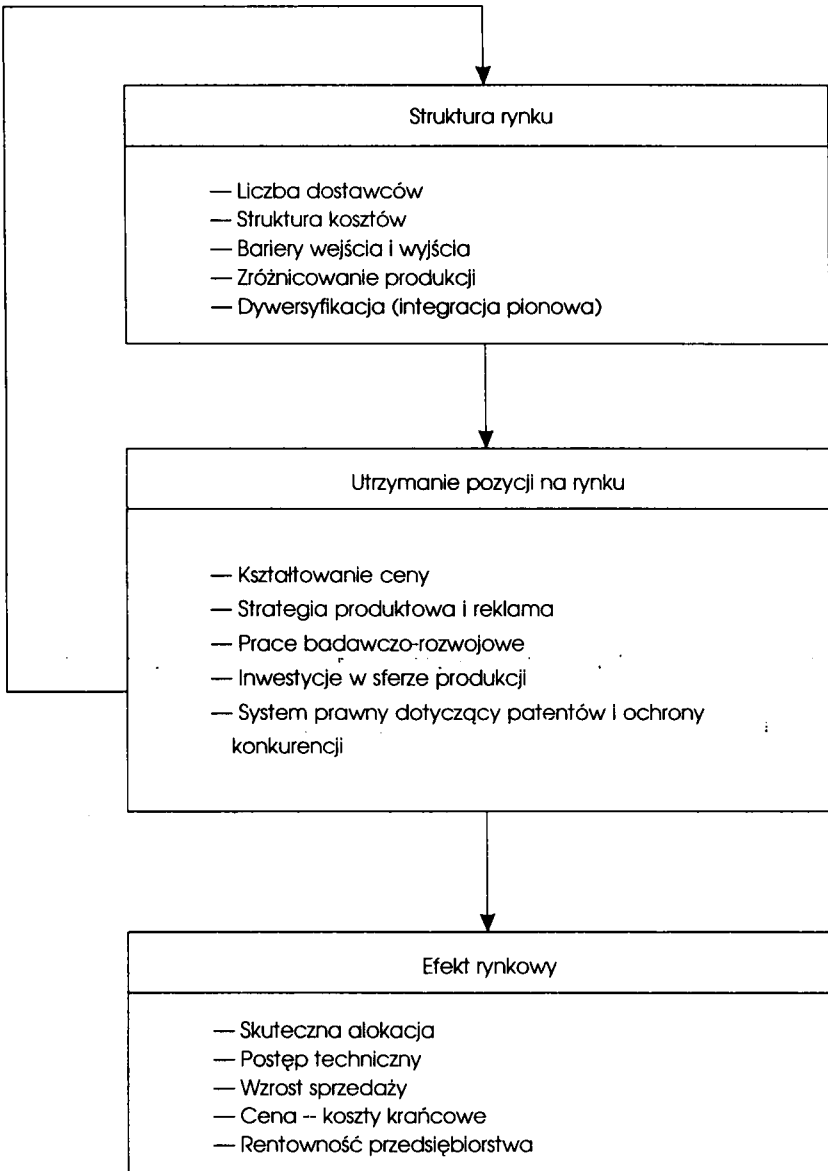 Struktura rynku
— Liczba dostawców
— Struktura kosztów
— Bariery wejścia i wyjścia
— Zróżnicowanie produkcji
— Dywersyfikacja (integracja pionowa)
Utrzymanie pozycji na rynku
— Kształtowanie ceny
— Strategia produktowa i reklama
— Prace badawczo-rozwojowe
— Inwestycje w sferze produkcji
— System prawny dotyczący patentów i ochrony
konkurencji
Efekt rynkowy
— Skuteczna alokacja
— Postęp techniczny
— Wzrost sprzedaży
— Cena -- koszty krańcowe
— Rentowność przedsiębiorstwa